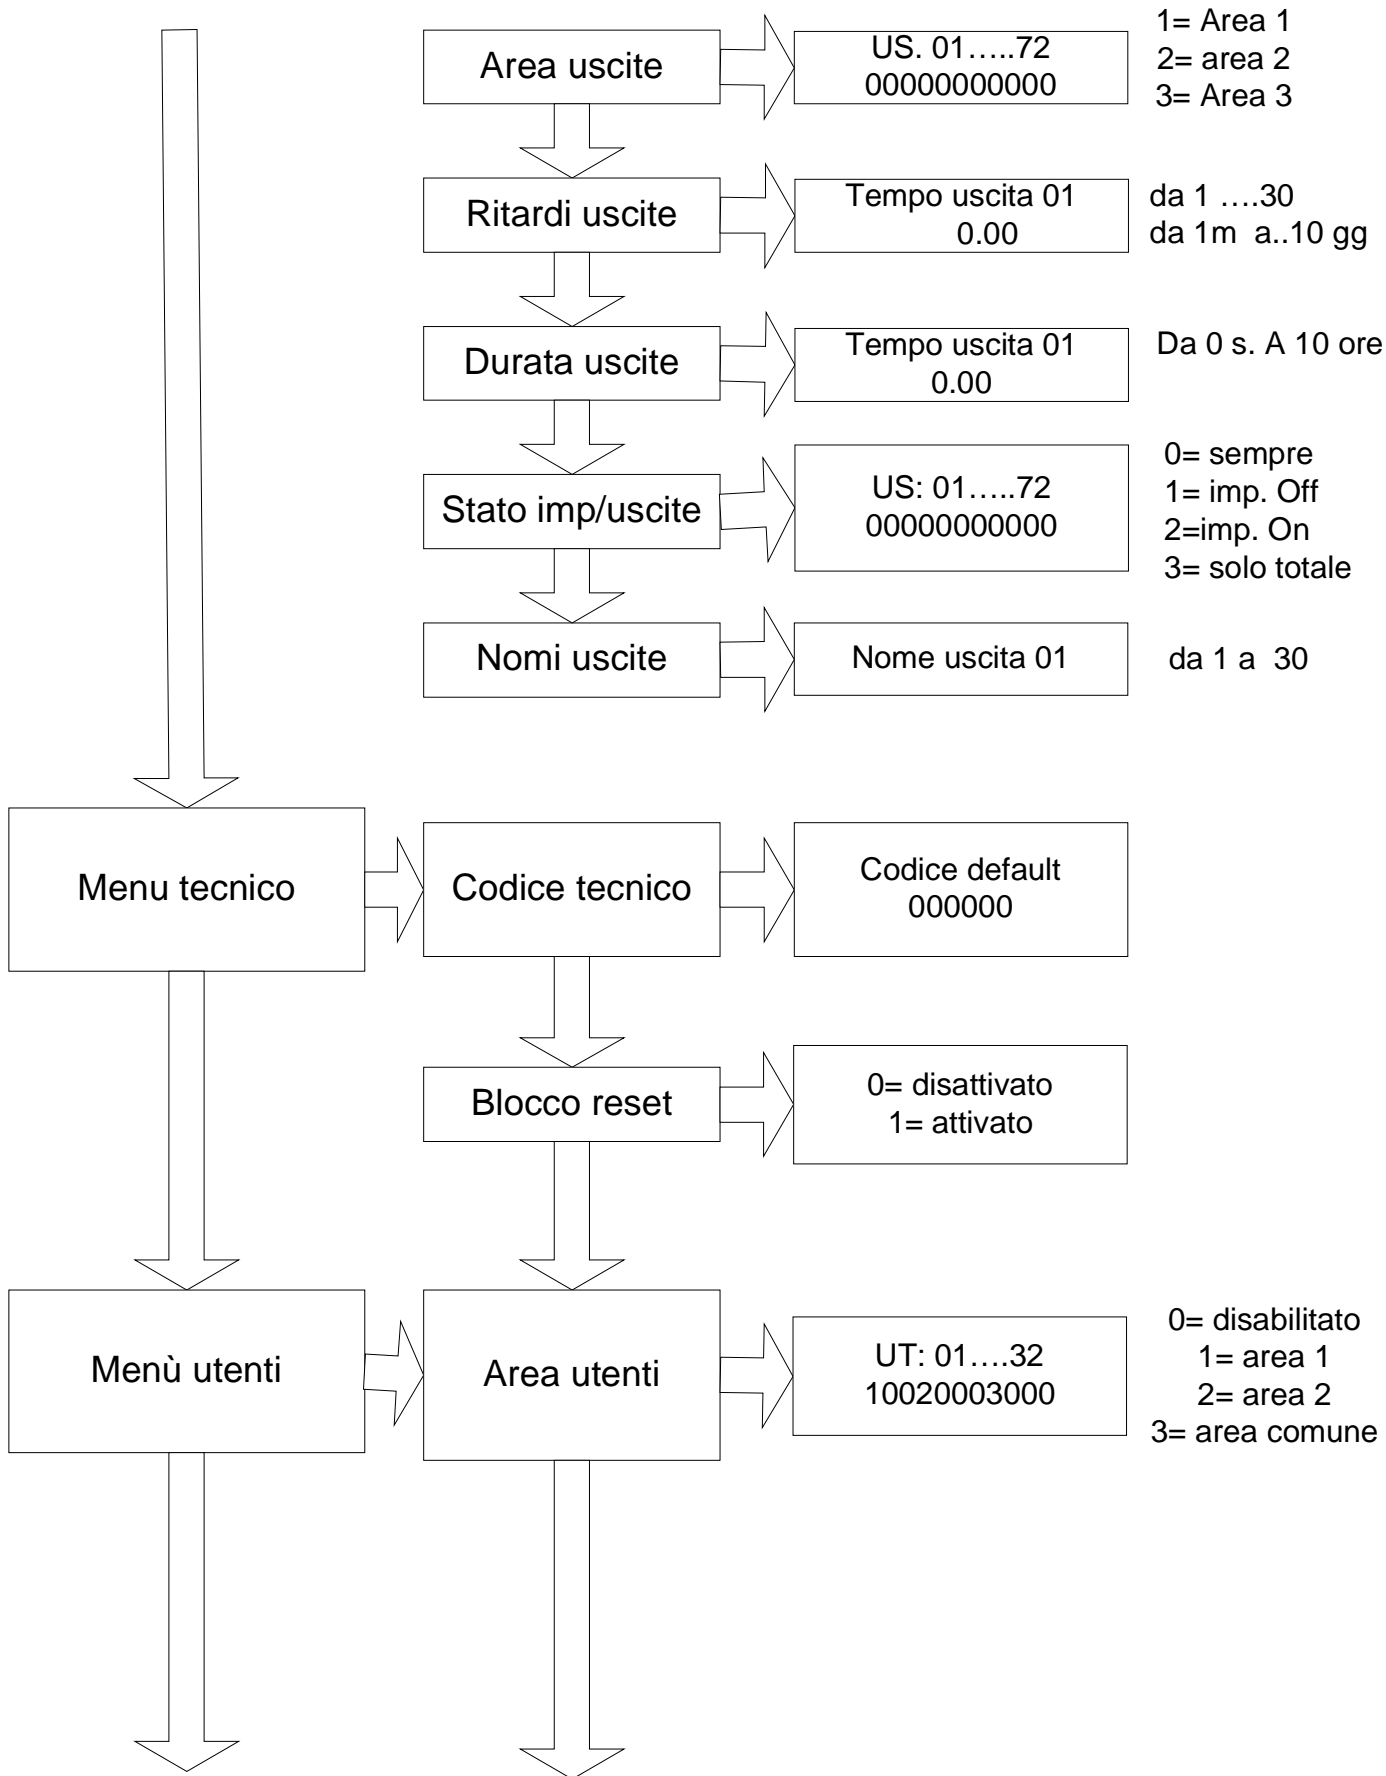 Area uscite
US. 01…..72
00000000000
1= Area 1
2= area 2
3= Area 3
Ritardi uscite
Tempo uscita 01
0.00
da 1 ….30
da 1m  a..10 gg
Durata uscite
Tempo uscita 01
0.00
Da 0 s. A 10 ore
Stato imp/uscite
US: 01…..72
00000000000
0= sempre
1= imp. Off
2=imp. On
3= solo totale
Nomi uscite
Nome uscita 01
da 1 a  30
Menu tecnico
Codice tecnico
Codice default
000000
Blocco reset
0= disattivato
1= attivato
Menù utenti
Area utenti
UT: 01….32
10020003000
0= disabilitato
1= area 1
2= area 2
3= area comune